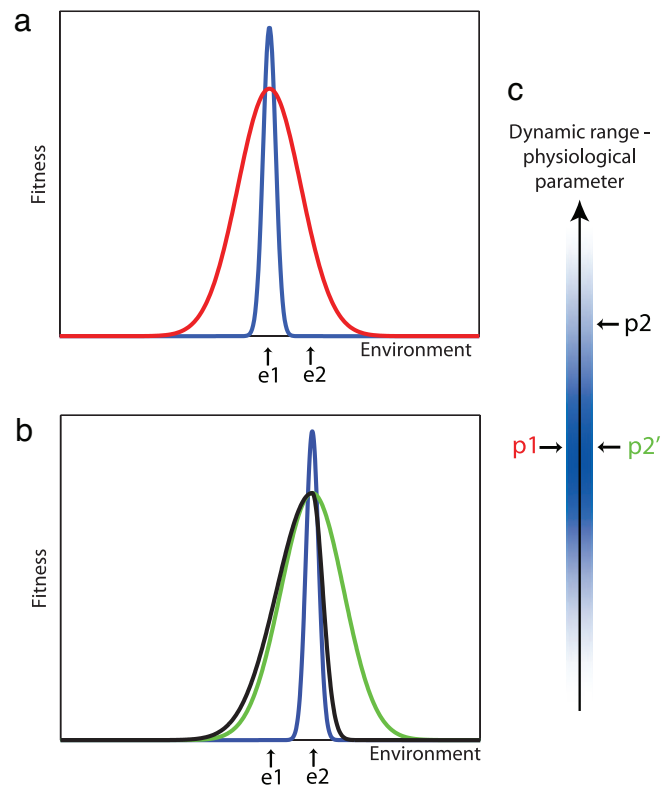 a
Fitness
Environment
e1
e2
b
Fitness
Environment
e1
e2
c
Dynamic range -
physiological
parameter
p2
p1
p2'